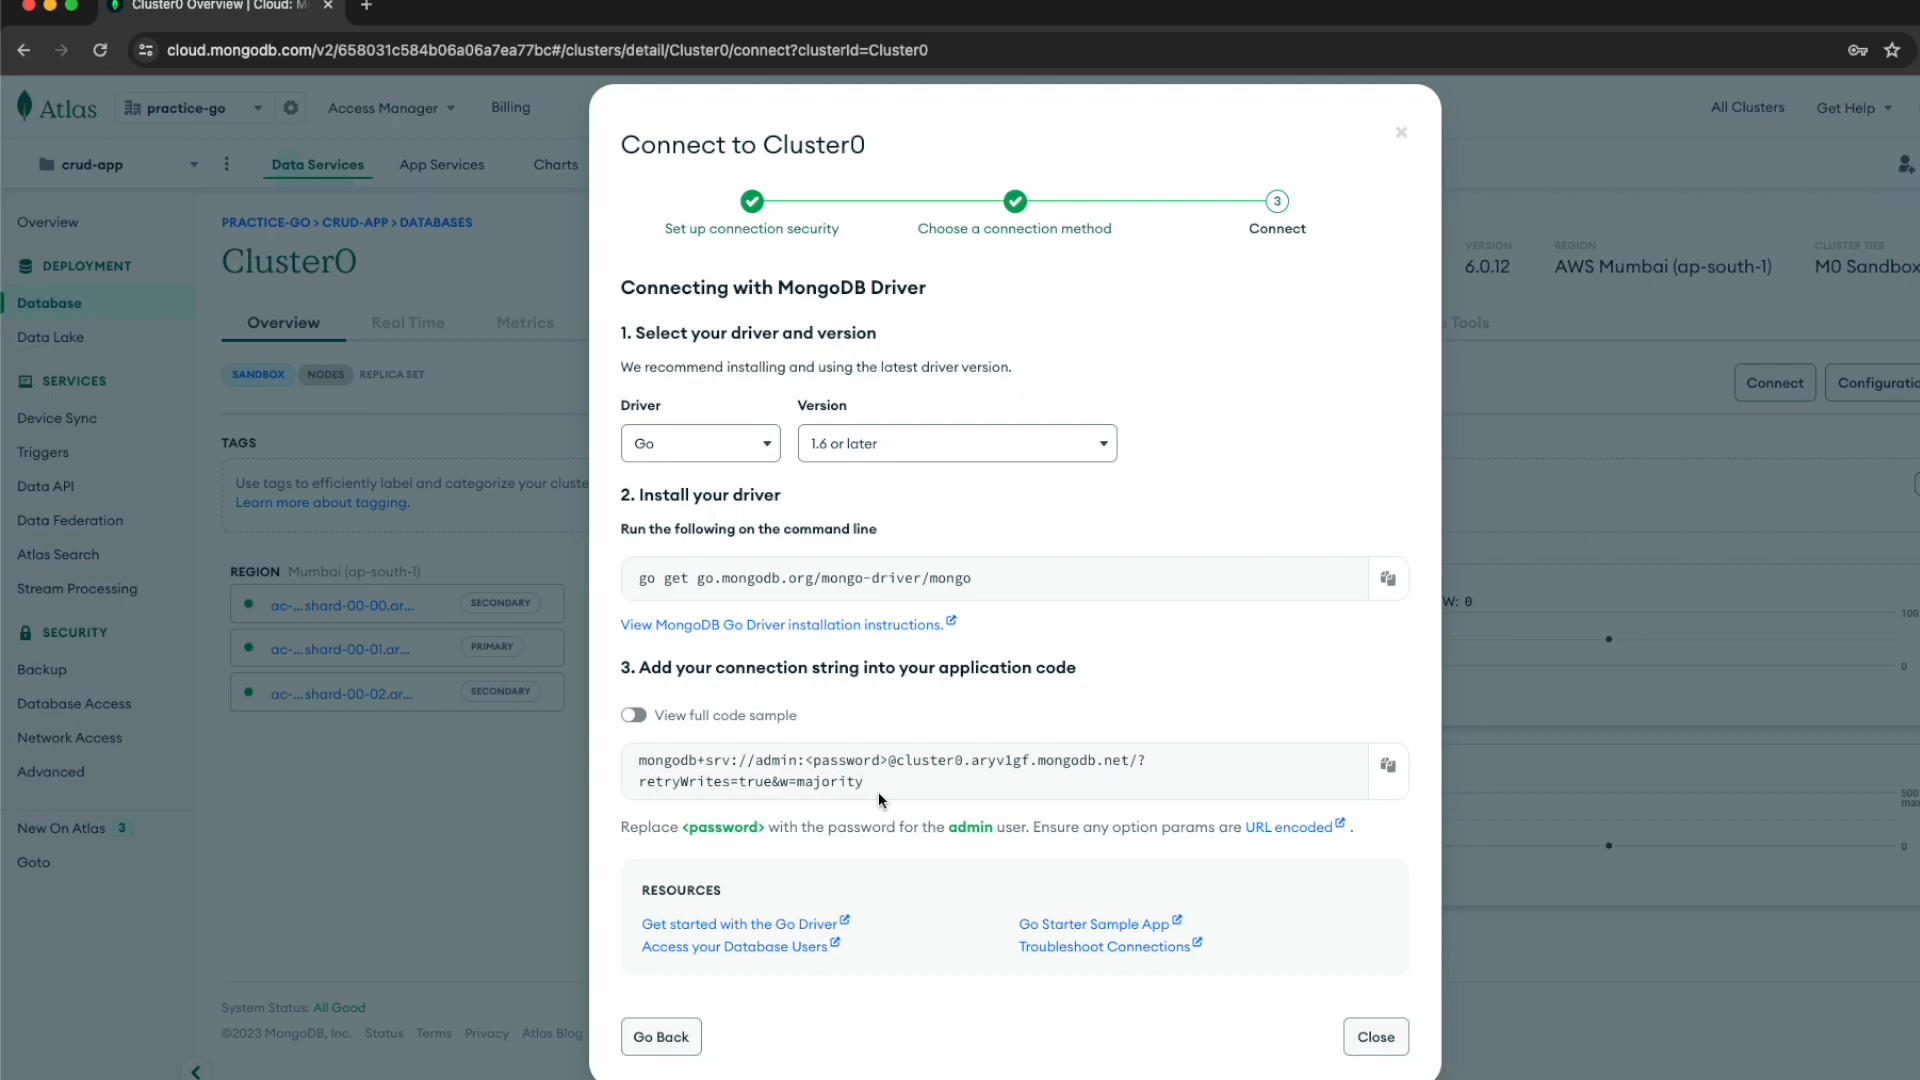 Cluster0 Overview | Cloud: M
cloud.mongodb.com/v2/658031c584b06a06a7ea77bc#/clusters/detail/Cluster0/connect?clusterId=Cluster0
Atlas
practice-go
Access Manager
Billing
All Clusters
Get Help
crud-app
Data Services
App Services
Charts
Overview
DEPLOYMENT
Database
Data Lake
SERVICES
Device Sync
Triggers
Data API
Data Federation
Atlas Search
Stream Processing
SECURITY
Backup
Database Access
Network Access
Advanced
New On Atlas 3
Goto
PRACTICE-GO > CRUD-APP > DATABASES
Cluster0
VERSION
6.0.12
REGION
AWS Mumbai (ap-south-1)
CLUSTER TIER
M0 Sandbox
Overview
Real Time
Metrics
Tools
SANDBOX
NODES
REPLICA SET
Connect
Configuratio
TAGS
Use tags to efficiently label and categorize your cluste
Learn more about tagging.
REGION Mumbai (ap-south-1)
ac-...shard-00-00.ar... SECONDARY
ac-...shard-00-01.ar... PRIMARY
ac-...shard-00-02.ar... SECONDARY
W: 0
100
0
500
max
0
System Status: All Good
©2023 MongoDB, Inc. Status Terms Privacy Atlas Blog
Connect to Cluster0
Set up connection security
Choose a connection method
3
Connect
Connecting with MongoDB Driver
1. Select your driver and version
We recommend installing and using the latest driver version.
Driver
Version
Go
1.6 or later
2. Install your driver
Run the following on the command line
go get go.mongodb.org/mongo-driver/mongo
View MongoDB Go Driver installation instructions.
3. Add your connection string into your application code
View full code sample
mongodb+srv://admin:<password>@cluster0.aryv1gf.mongodb.net/?
retryWrites=true&w=majority
Replace <password> with the password for the admin user. Ensure any option params are URL encoded .
RESOURCES
Get started with the Go Driver
Go Starter Sample App
Access your Database Users
Troubleshoot Connections
Go Back
Close